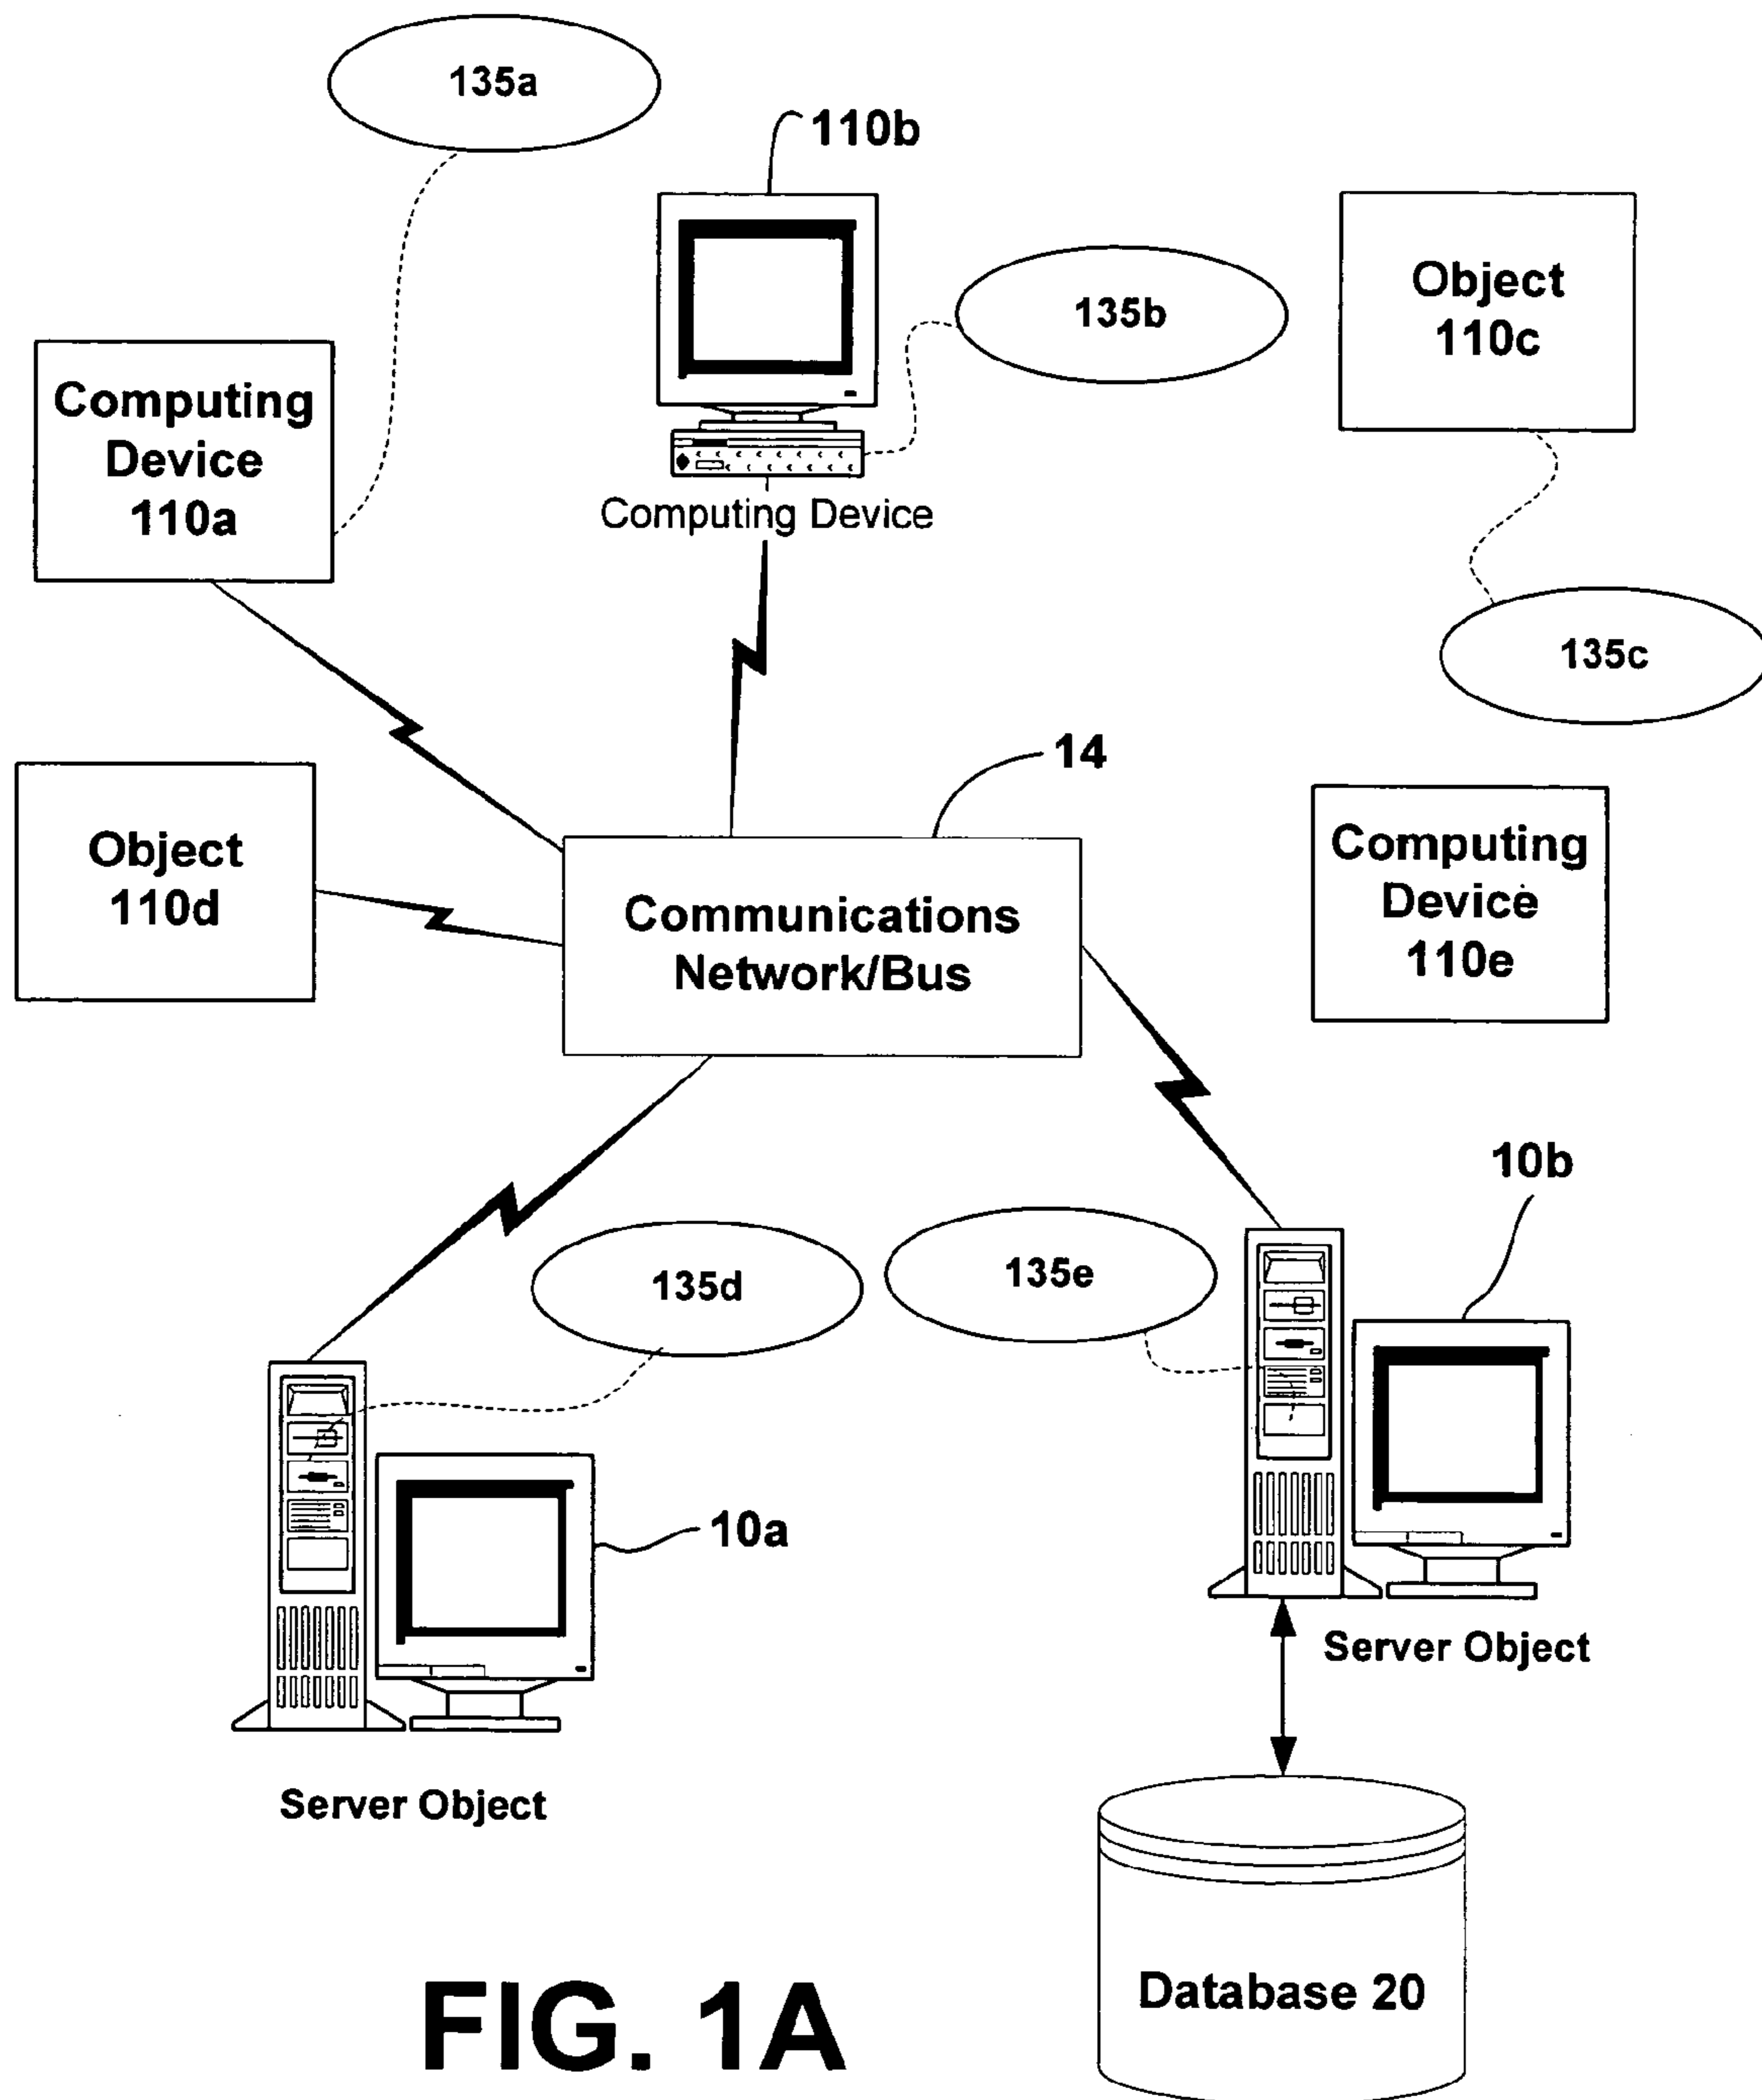 135a
110b
135b
Object
110c
Computing
Device
110a
Computing Device
135c
14
Object
110d
Communications
Network/Bus
Computing
Device
110e
10b
135d
135e
10a
Server Object
Server Object
Database 20
FIG. 1A